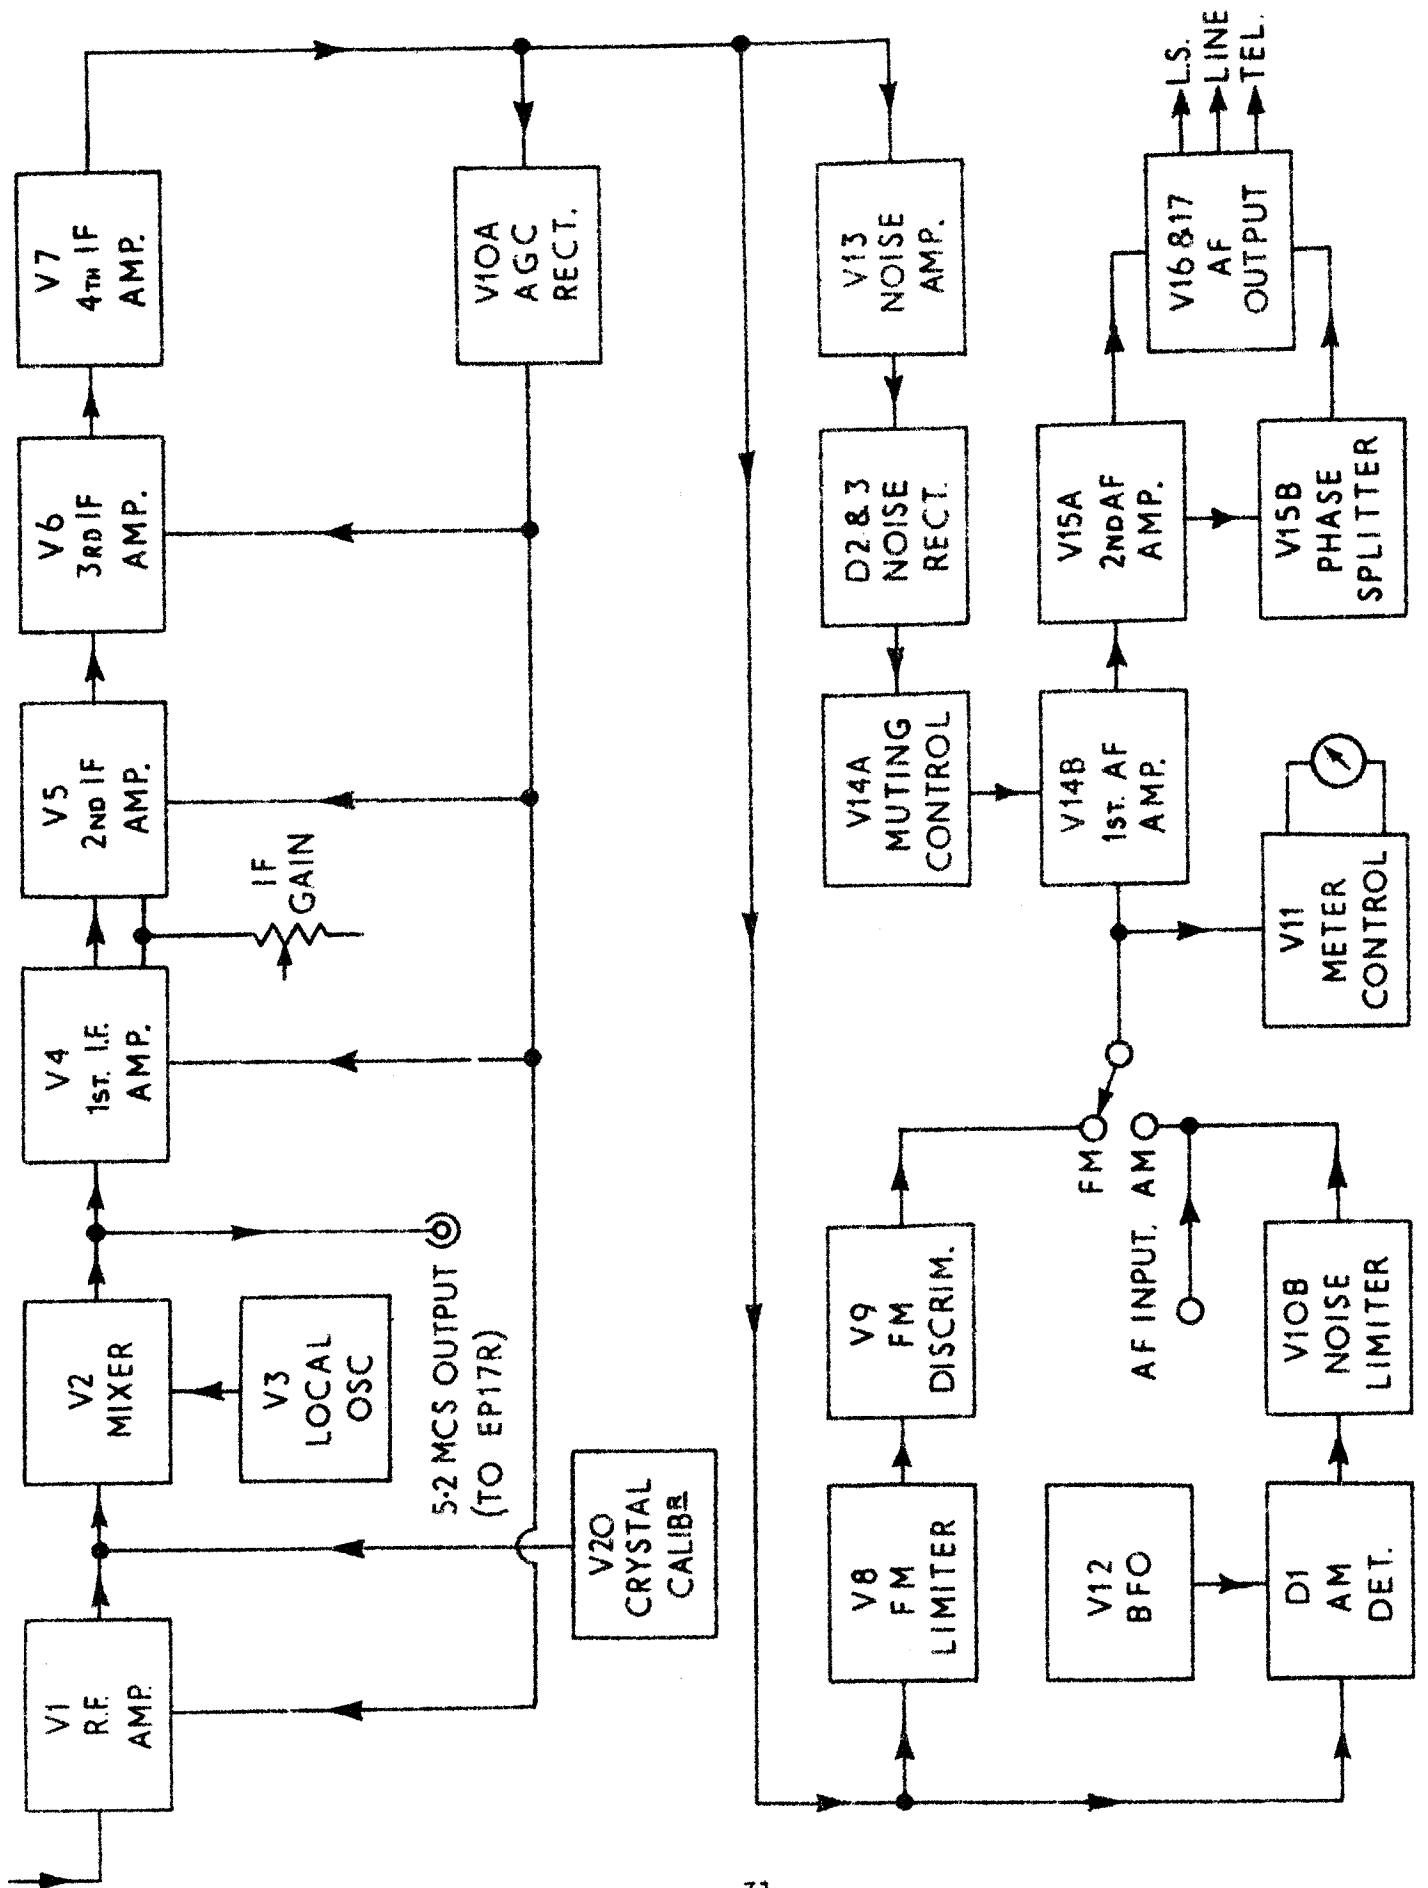 V1
R.F.
AMP.
V2
MIXER
V4
1ST. I.F.
AMP.
V5
2ND IF
AMP.
V6
3RD IF
AMP.
V7
4TH IF
AMP.
V3
LOCAL
OSC
IF
GAIN
5·2 MCS OUTPUT
(TO EP17R)
V10A
AGC
RECT.
V20
CRYSTAL
CALIBR
V8
FM
LIMITER
V9
FM
DISCRIM.
V14A
MUTING
CONTROL
D2 & 3
NOISE
RECT.
V13
NOISE
AMP.
FM
AM
AF INPUT.
V12
BFO
V14B
1ST. AF
AMP.
V15A
2ND AF
AMP.
V16 & 17
AF
OUTPUT
L.S.
LINE
TEL.
D1
AM
DET.
V10B
NOISE
LIMITER
V11
METER
CONTROL
V15B
PHASE
SPLITTER